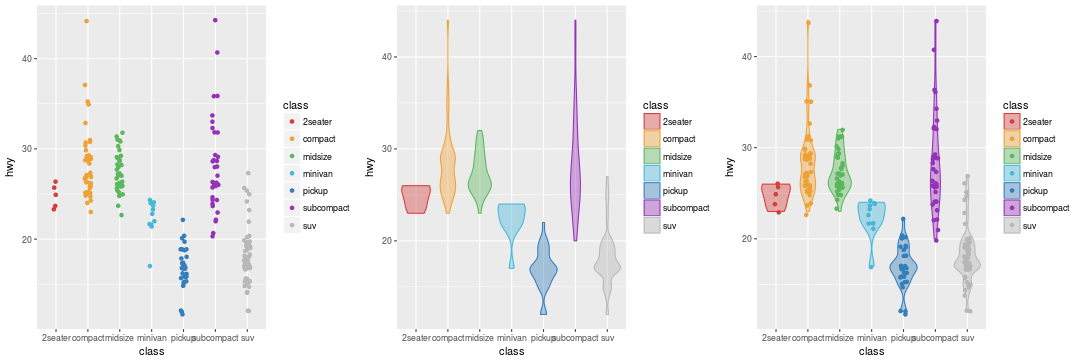 hwy
40
30
20
2seater compact midsize minivan pickup subcompact suv
class
class
2seater
compact
midsize
minivan
pickup
subcompact
suv
hwy
40
30
20
2seater compact midsize minivan pickup subcompact suv
class
class
2seater
compact
midsize
minivan
pickup
subcompact
suv
hwy
40
30
20
2seater compact midsize minivan pickup subcompact suv
class
class
2seater
compact
midsize
minivan
pickup
subcompact
suv